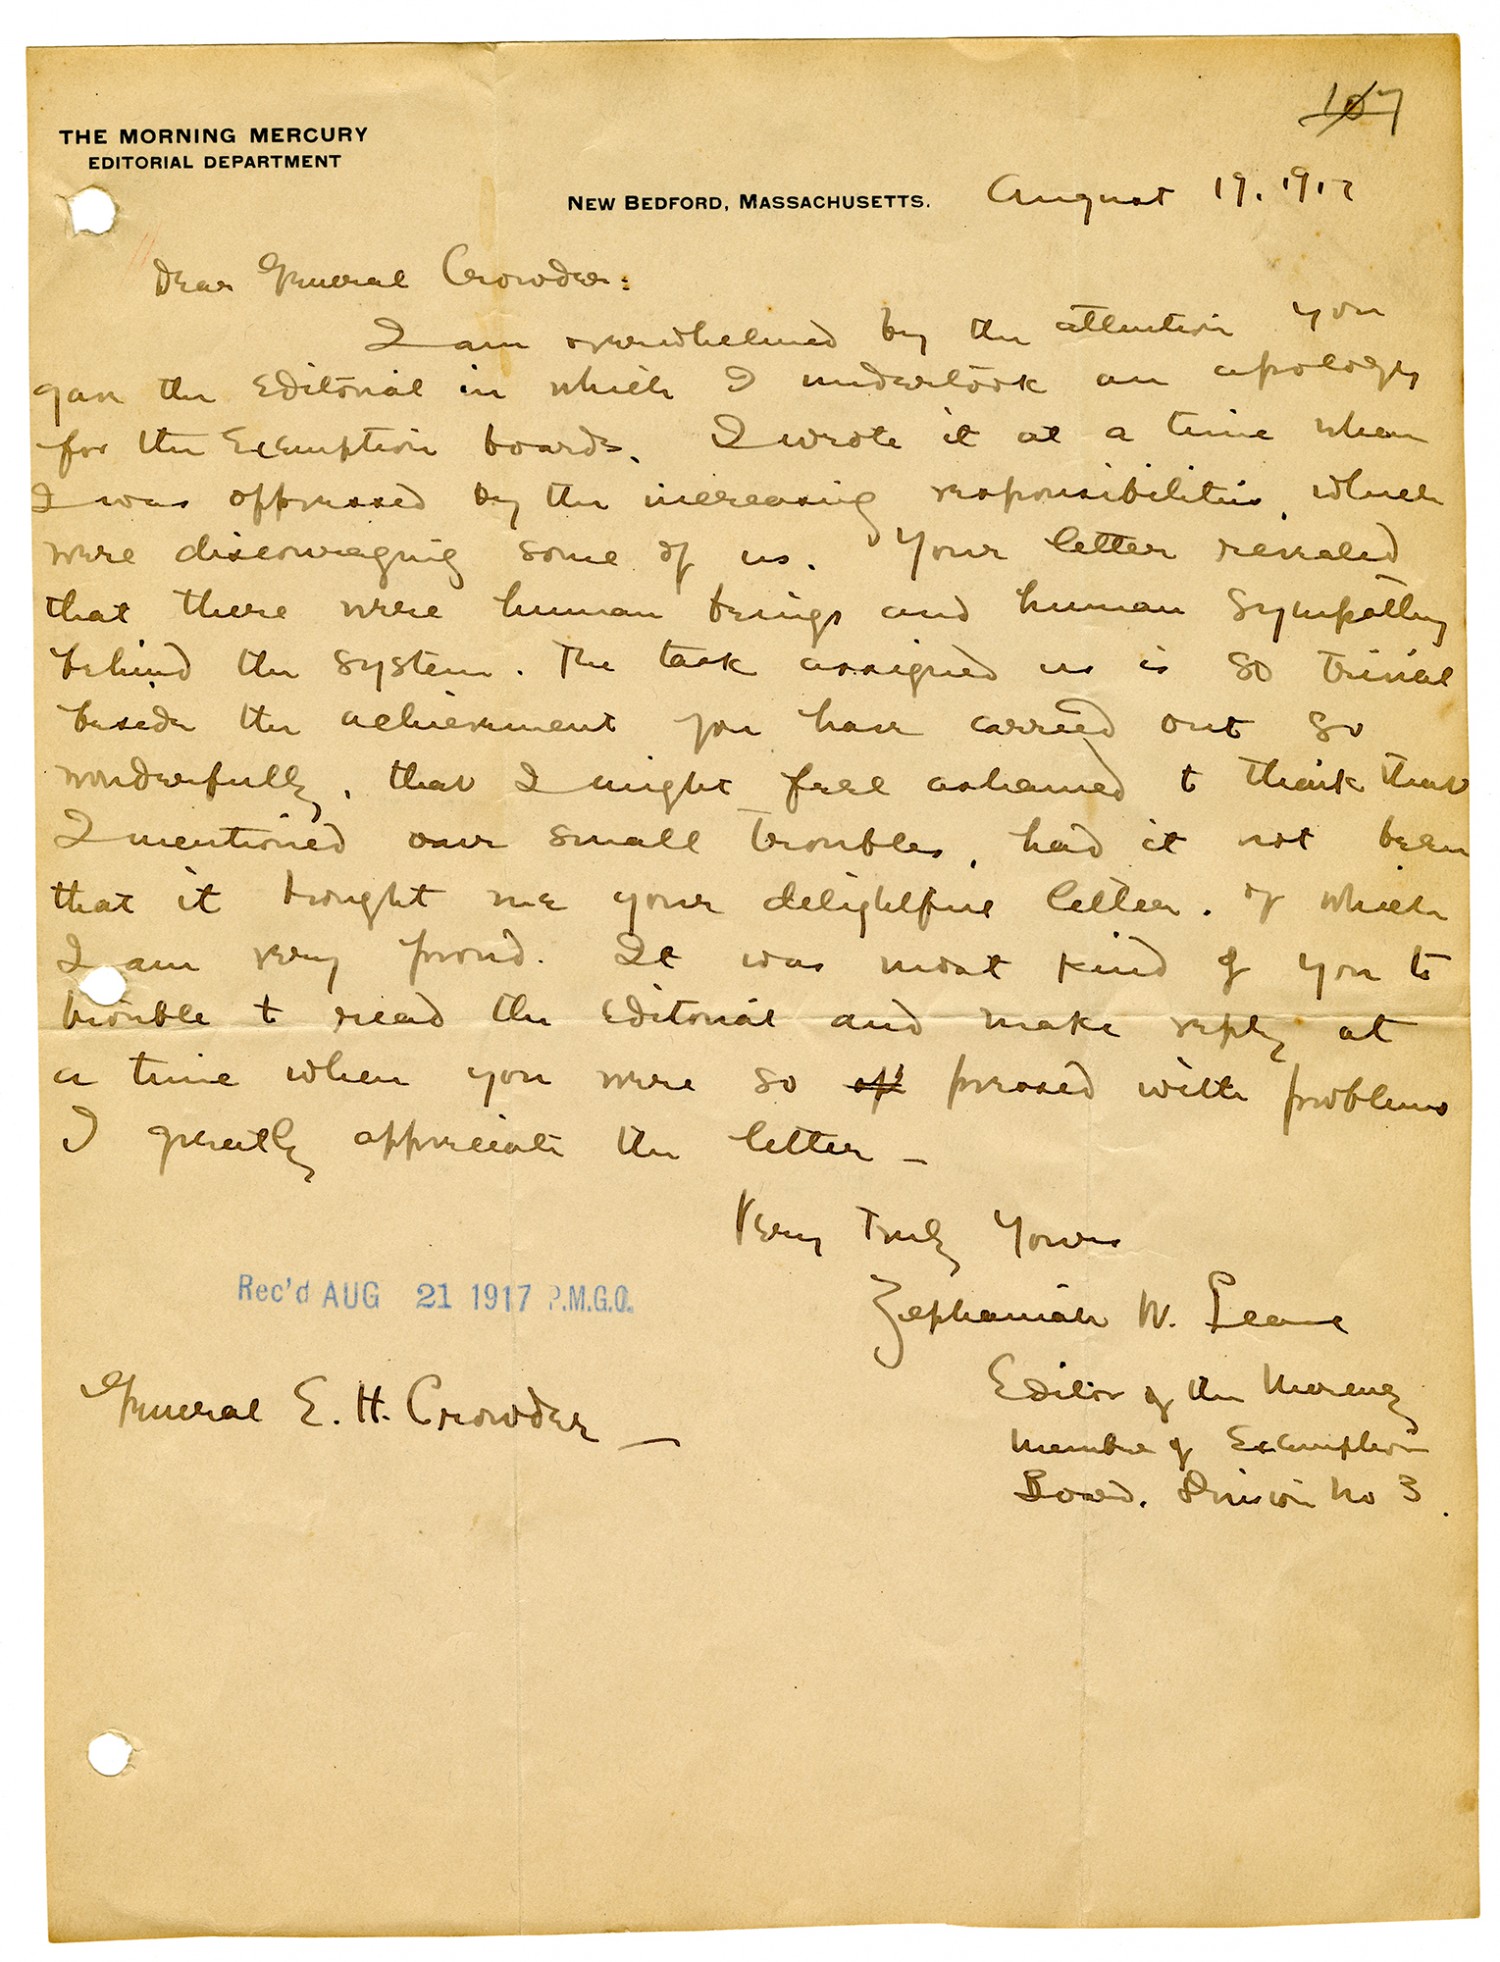 107
THE MORNING MERCURY
EDITORIAL DEPARTMENT
NEW BEDFORD, MASSACHUSETTS. August 19. 1917
Dear General Crowder:
I am overwhelmed by the attention you
gave the editorial in which I undertook an apology
for the Exemption boards. I wrote it at a time when
I was oppressed by the increasing responsibilities, which
were discouraging some of us. Your letter revealed
that there were human beings and human sympathy
behind the system. The task assigned us is so trivial
beside the achievement you have carried out so
wonderfully, that I might feel ashamed to think that
I mentioned our small troubles, had it not been
that it brought me your delightful letter. of which
I am very proud. It was most kind of you to
trouble to read the editorial and make reply at
a time when you were so op pressed with problems
I greatly appreciate the letter –
Very Truly Yours
Zephaniah W. Pease
Rec'd AUG 21 1917 P.M.G.O.
Editor of the Mercury
General E. H. Crowder –
Member of Exemption
Board. Division No 3.